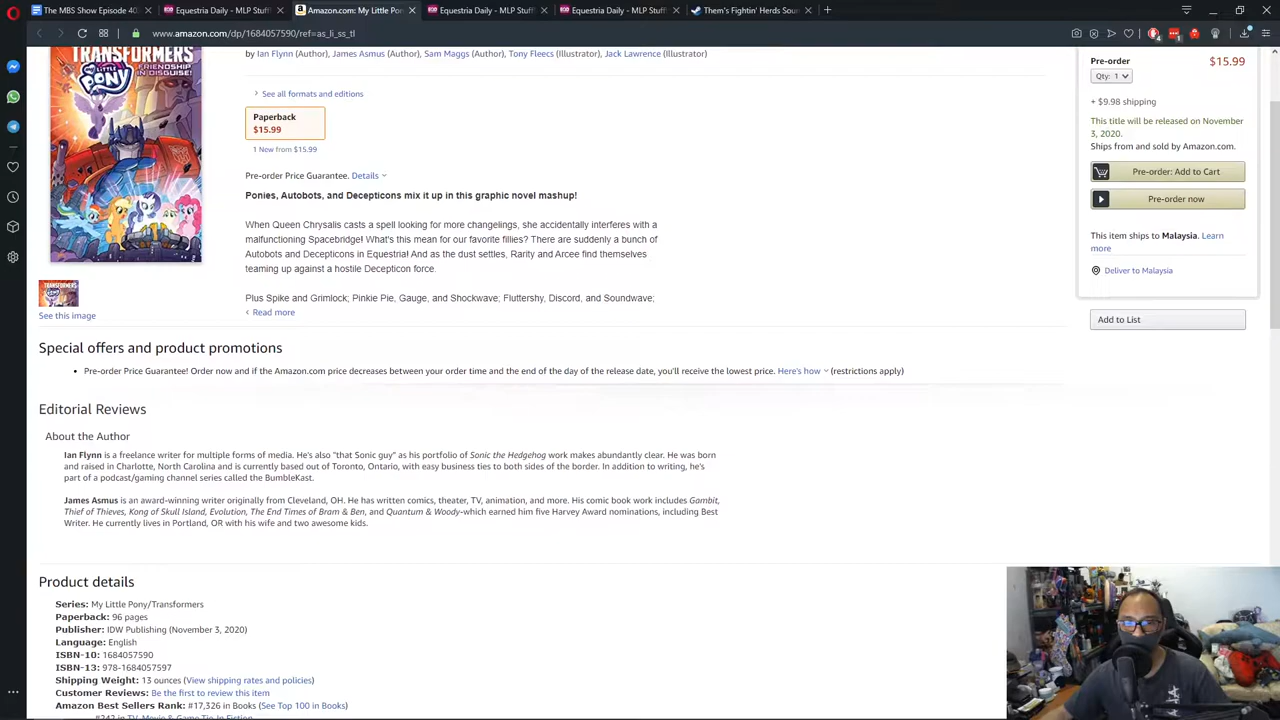 The MBS Show Episode 40
Equestria Daily - MLP Stuff
Amazon.com: My Little Pon
Equestria Daily - MLP Stuff
Equestria Daily - MLP Stuff
Steam :: Them's Fightin' Herds
www.amazon.com/dp/1684057590/ref=as_li_ss_tl
TRANSFORMERS
MY LITTLE PONY
FRIENDSHIP
IN DISGUISE!
by Ian Flynn (Author), James Asmus (Author), Sam Maggs (Author), Tony Fleecs (Illustrator), Jack Lawrence (Illustrator)
See all formats and editions
Paperback
$15.99
1 New from $15.99
Pre-order Price Guarantee. Details
Ponies, Autobots, and Decepticons mix it up in this graphic novel mashup!
When Queen Chrysalis casts a spell looking for more changelings, she accidentally interferes with a
malfunctioning Spacebridge! What's this mean for our favorite fillies? There are suddenly a bunch of
Autobots and Decepticons in Equestria! And as the dust settles, Rarity and Arcee find themselves
teaming up against a hostile Decepticon force.
Plus Spike and Grimlock; Pinkie Pie, Gauge, and Shockwave; Fluttershy, Discord, and Soundwave;
Read more
See this image
Pre-order
$15.99
Qty: 1
+ $9.98 shipping
This title will be released on November
3, 2020.
Ships from and sold by Amazon.com.
Pre-order: Add to Cart
Pre-order now
This item ships to Malaysia. Learn
more
Deliver to Malaysia
Add to List
Special offers and product promotions
Pre-order Price Guarantee! Order now and if the Amazon.com price decreases between your order time and the end of the day of the release date, you'll receive the lowest price. Here's how (restrictions apply)
Editorial Reviews
About the Author
Ian Flynn is a freelance writer for multiple forms of media. He's also "that Sonic guy" as his portfolio of Sonic the Hedgehog work makes abundantly clear. He was born
and raised in Charlotte, North Carolina and is currently based out of Toronto, Ontario, with easy business ties to both sides of the border. In addition to writing, he's
part of a podcast/gaming channel series called the BumbleKast.
James Asmus is an award-winning writer originally from Cleveland, OH. He has written comics, theater, TV, animation, and more. His comic book work includes Gambit,
Thief of Thieves, Kong of Skull Island, Evolution, The End Times of Bram & Ben, and Quantum & Woody-which earned him five Harvey Award nominations, including Best
Writer. He currently lives in Portland, OR with his wife and two awesome kids.
Product details
Series: My Little Pony/Transformers
Paperback: 96 pages
Publisher: IDW Publishing (November 3, 2020)
Language: English
ISBN-10: 1684057590
ISBN-13: 978-1684057597
Shipping Weight: 13 ounces (View shipping rates and policies)
Customer Reviews: Be the first to review this item
Amazon Best Sellers Rank: #17,326 in Books (See Top 100 in Books)
#242 in TV, Movie & Game Tie-In Fiction